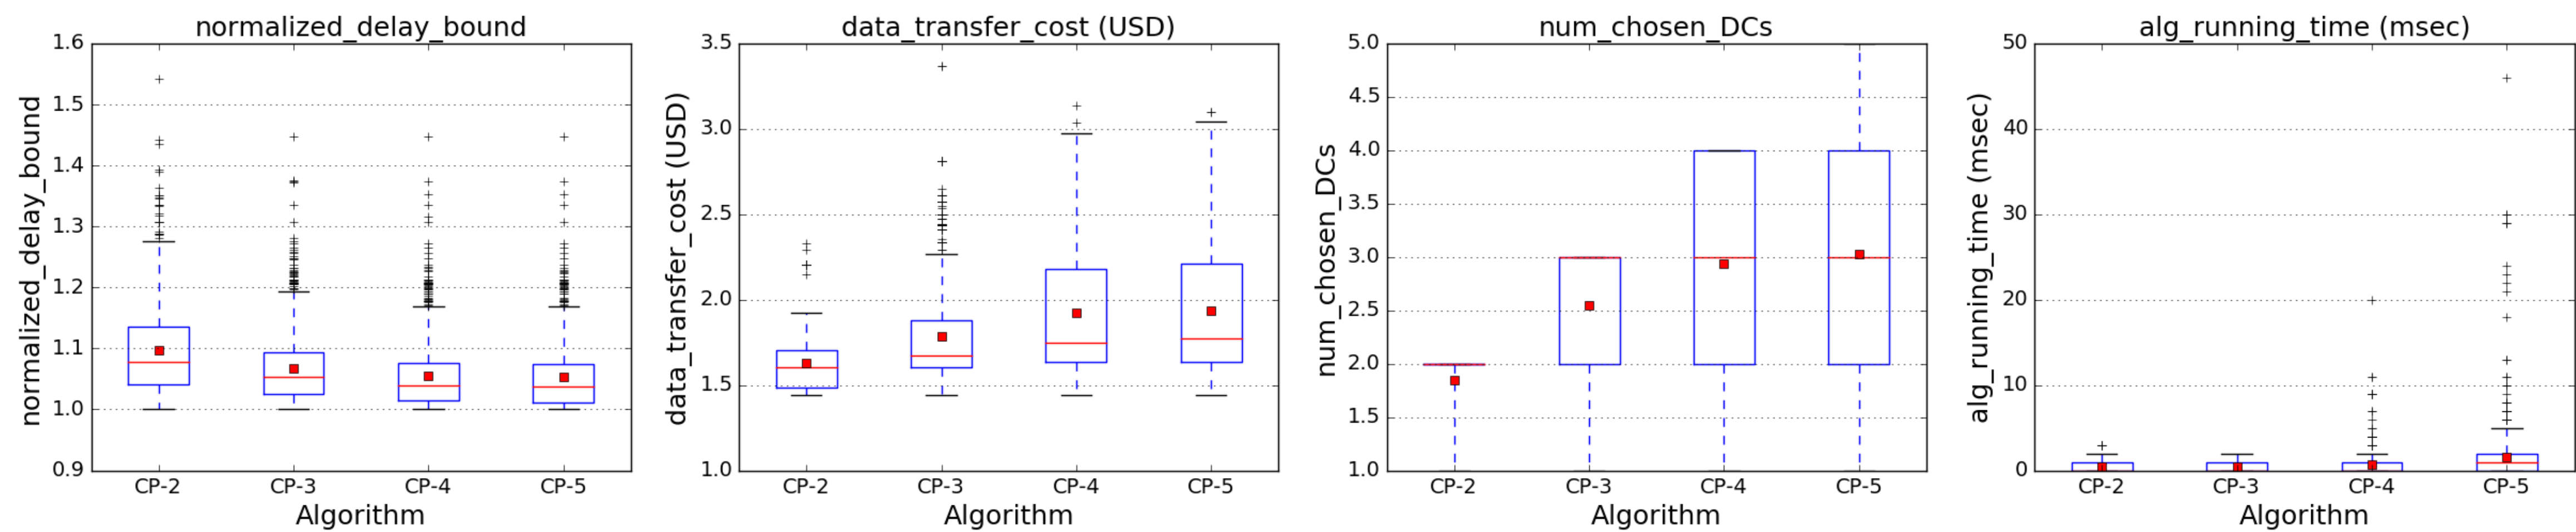 normalized_delay_bound
normalized_delay_bound
1.6
1.5
1.4
1.3
1.2
1.1
1.0
0.9
CP-2 CP-3 CP-4 CP-5
Algorithm
data_transfer_cost (USD)
data_transfer_cost (USD)
3.5
3.0
2.5
2.0
1.5
1.0
CP-2 CP-3 CP-4 CP-5
Algorithm
num_chosen_DCs
num_chosen_DCs
5.0
4.5
4.0
3.5
3.0
2.5
2.0
1.5
1.0
CP-2 CP-3 CP-4 CP-5
Algorithm
alg_running_time (msec)
alg_running_time (msec)
50
40
30
20
10
0
CP-2 CP-3 CP-4 CP-5
Algorithm